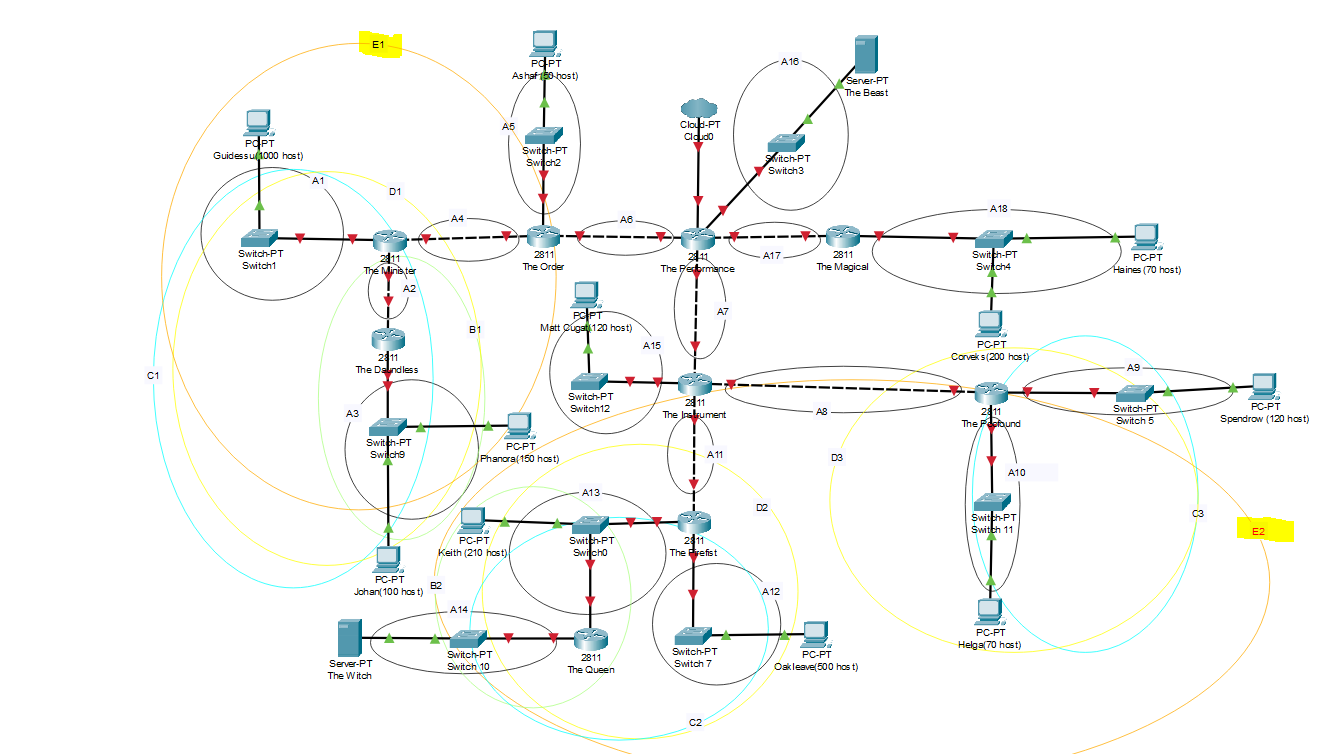 E1
PC-PT
Ashaf (50 host)
A16
Server-PT
The Beast
Cloud-PT
Cloud0
A5
PC-PT
Guidessu(1000 host)
Switch-PT
Switch2
Switch-PT
Switch3
A1
D1
A4
A6
A18
Switch-PT
Switch1
2811
The Minister
2811
The Order
2811
The Performance
A17
2811
The Magical
Switch-PT
Switch4
PC-PT
Haines (70 host)
A2
PC-PT
Matt Cugat(120 host)
A7
B1
A15
2811
The Daundless
PC-PT
Corveks(200 host)
C1
Switch-PT
Switch12
2811
The Instrument
A8
2811
The Pofound
A9
Switch-PT
Switch 5
PC-PT
Spendrow (120 host)
A3
Switch-PT
Switch9
PC-PT
Phanora(150 host)
A11
D3
A10
A13
D2
Switch-PT
Switch 11
C3
E2
PC-PT
Keith (210 host)
Switch-PT
Switch0
2811
The Firefist
PC-PT
Johan(100 host)
B2
A12
A14
Server-PT
The Witch
Switch-PT
Switch 10
2811
The Queen
Switch-PT
Switch 7
PC-PT
Oakleave(500 host)
PC-PT
Helga(70 host)
C2